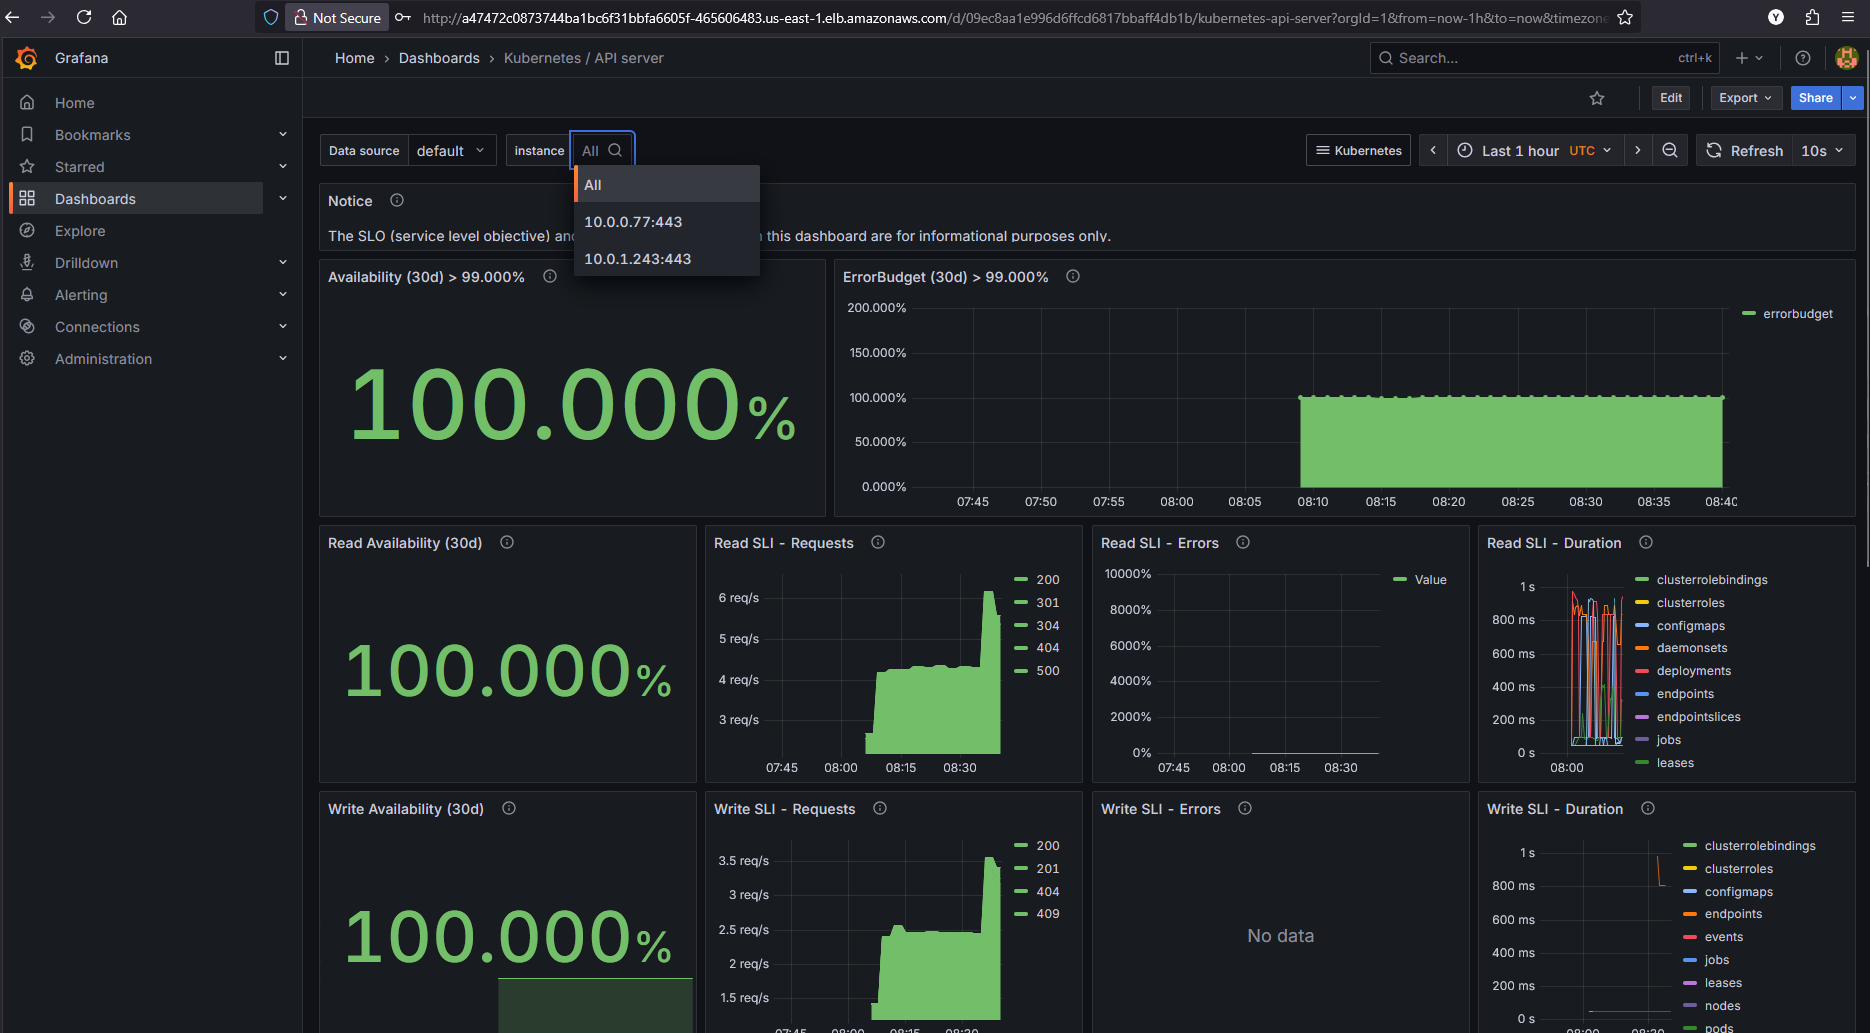 Not Secure
http://a47472c0873744ba1bc6f31bbfa6605f-465606483.us-east-1.elb.amazonaws.com/d/09ec8aa1e996d6ffcd6817bbaff4db1b/kubernetes-api-server?orgId=1&from=now-1h&to=now&timezone
Y
Grafana
Home > Dashboards > Kubernetes / API server
Search...
ctrl+k
Home
Bookmarks
Starred
Dashboards
Explore
Drilldown
Alerting
Connections
Administration
Edit
Export
Share
Data source
default
instance
All
Kubernetes
Last 1 hour UTC
Refresh
10s
All
10.0.0.77:443
10.0.1.243:443
Notice
The SLO (service level objective) and
this dashboard are for informational purposes only.
Availability (30d) > 99.000%
100.000%
ErrorBudget (30d) > 99.000%
200.000%
150.000%
100.000%
50.000%
0.000%
07:45 07:50 07:55 08:00 08:05 08:10 08:15 08:20 08:25 08:30 08:35 08:40
errorbudget
Read Availability (30d)
100.000%
Read SLI - Requests
6 req/s
5 req/s
4 req/s
3 req/s
07:45 08:00 08:15 08:30
200
301
304
404
500
Read SLI - Errors
10000%
8000%
6000%
4000%
2000%
0%
07:45 08:00 08:15 08:30
Value
Read SLI - Duration
1 s
800 ms
600 ms
400 ms
200 ms
0 s
08:00
clusterrolebindings
clusterroles
configmaps
daemonsets
deployments
endpoints
endpointslices
jobs
leases
Write Availability (30d)
100.000%
Write SLI - Requests
3.5 req/s
3 req/s
2.5 req/s
2 req/s
1.5 req/s
07:45 08:00 08:15 08:30
200
201
404
409
Write SLI - Errors
No data
Write SLI - Duration
1 s
800 ms
600 ms
400 ms
200 ms
0 s
08:00 08:30
clusterrolebindings
clusterroles
configmaps
endpoints
events
jobs
leases
nodes
pods